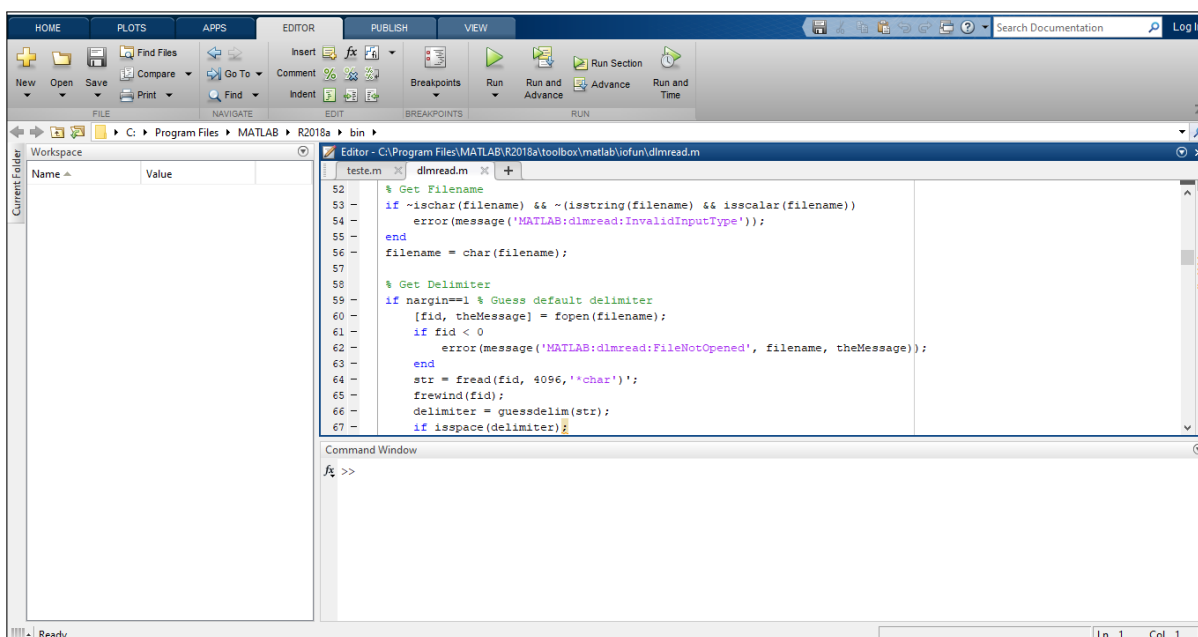 HOME PLOTS APPS EDITOR PUBLISH VIEW Search Documentation Log In
Find Files Insert fx
New Open Save Compare Go To Comment Breakpoints Run Run and Advance Run Section Advance Run and Time
Print Find Indent
FILE NAVIGATE EDIT BREAKPOINTS RUN
C: Program Files MATLAB R2018a bin
Current Folder
Workspace
Name Value
Editor - C:\Program Files\MATLAB\R2018a\toolbox\matlab\iofun\dlmread.m
teste.m dlmread.m
52 % Get Filename
53 – if ~ischar(filename) && ~(isstring(filename) && isscalar(filename))
54 – error(message('MATLAB:dlmread:InvalidInputType'));
55 – end
56 – filename = char(filename);
57
58 % Get Delimiter
59 – if nargin==1 % Guess default delimiter
60 – [fid, theMessage] = fopen(filename);
61 – if fid < 0
62 – error(message('MATLAB:dlmread:FileNotOpened', filename, theMessage));
63 – end
64 – str = fread(fid, 4096,'*char')';
65 – frewind(fid);
66 – delimiter = guessdelim(str);
67 – if isspace(delimiter);
Command Window
fx >>
Ready
Ln 1 Col 1